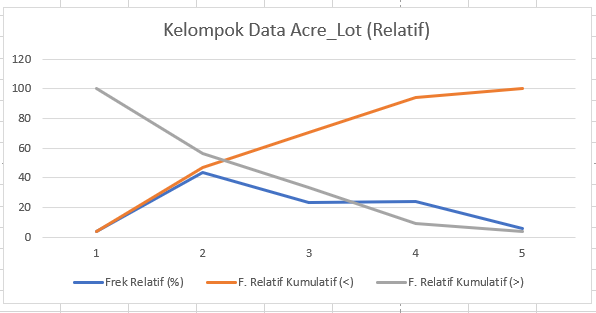 Kelompok Data Acre_Lot (Relatif)
120
100
80
60
40
20
0
1 2 3 4 5
Frek Relatif (%) F. Relatif Kumulatif (<) F. Relatif Kumulatif (>)